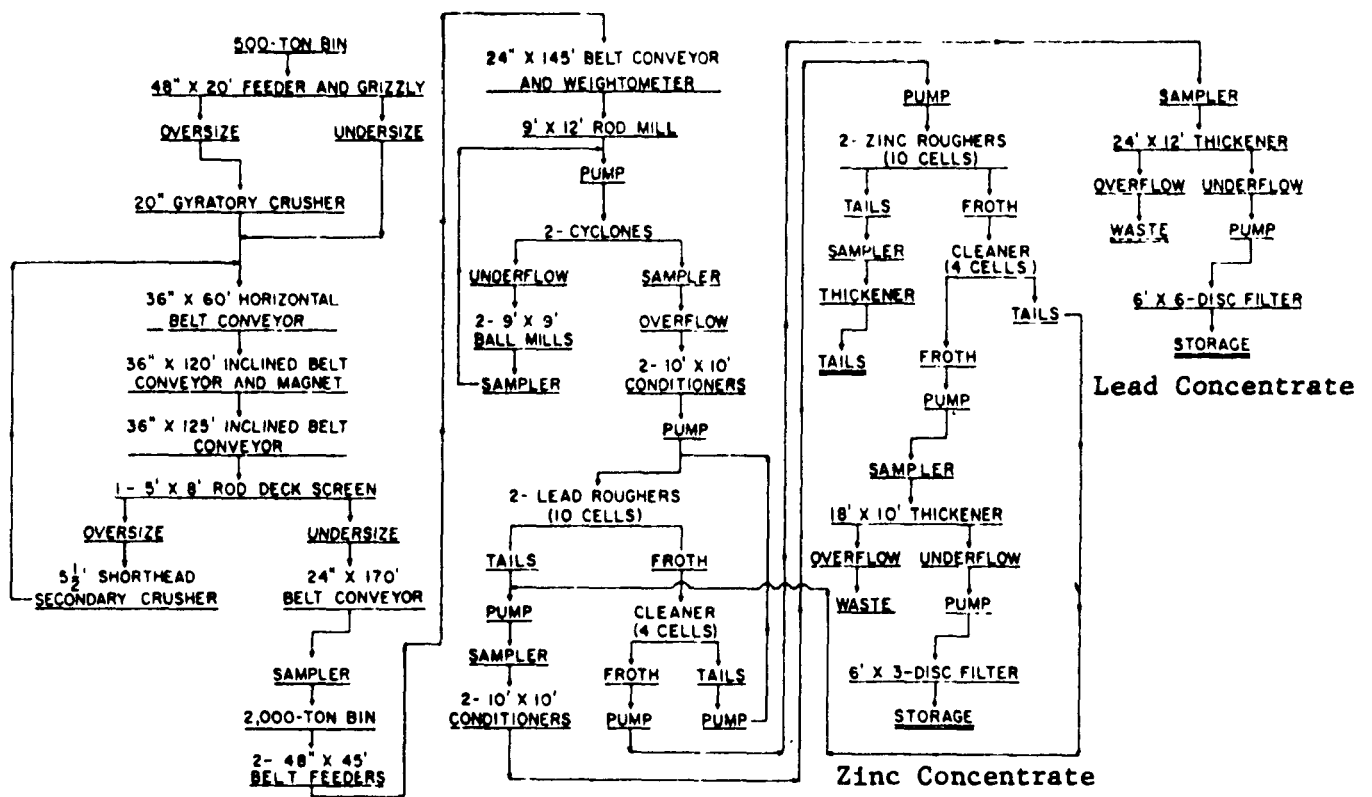 500-TON BIN
48" X 20' FEEDER AND GRIZZLY
OVERSIZE
UNDERSIZE
20" GYRATORY CRUSHER
36" X 60' HORIZONTAL
BELT CONVEYOR
36" X 120' INCLINED BELT
CONVEYOR AND MAGNET
36" X 125' INCLINED BELT
CONVEYOR
1- 5' X 8' ROD DECK SCREEN
OVERSIZE
UNDERSIZE
5 1/2' SHORTHEAD
SECONDARY CRUSHER
24" X 170'
BELT CONVEYOR
SAMPLER
2,000-TON BIN
2- 48" X 45'
BELT FEEDERS
24" X 145' BELT CONVEYOR
AND WEIGHTOMETER
9' X 12' ROD MILL
PUMP
2- CYCLONES
UNDERFLOW
SAMPLER
2- 9' X 9'
BALL MILLS
OVERFLOW
SAMPLER
2- 10' X 10'
CONDITIONERS
PUMP
2- LEAD ROUGHERS
(10 CELLS)
TAILS
FROTH
PUMP
CLEANER
(4 CELLS)
SAMPLER
FROTH
TAILS
2- 10' X 10'
CONDITIONERS
PUMP
PUMP
PUMP
2- ZINC ROUGHERS
(10 CELLS)
TAILS
FROTH
SAMPLER
CLEANER
(4 CELLS)
THICKENER
TAILS
TAILS
FROTH
PUMP
SAMPLER
18' X 10' THICKENER
OVERFLOW
UNDERFLOW
WASTE
PUMP
6' X 3-DISC FILTER
STORAGE
Zinc Concentrate
SAMPLER
24' X 12' THICKENER
OVERFLOW
UNDERFLOW
WASTE
PUMP
6' X 6-DISC FILTER
STORAGE
Lead Concentrate